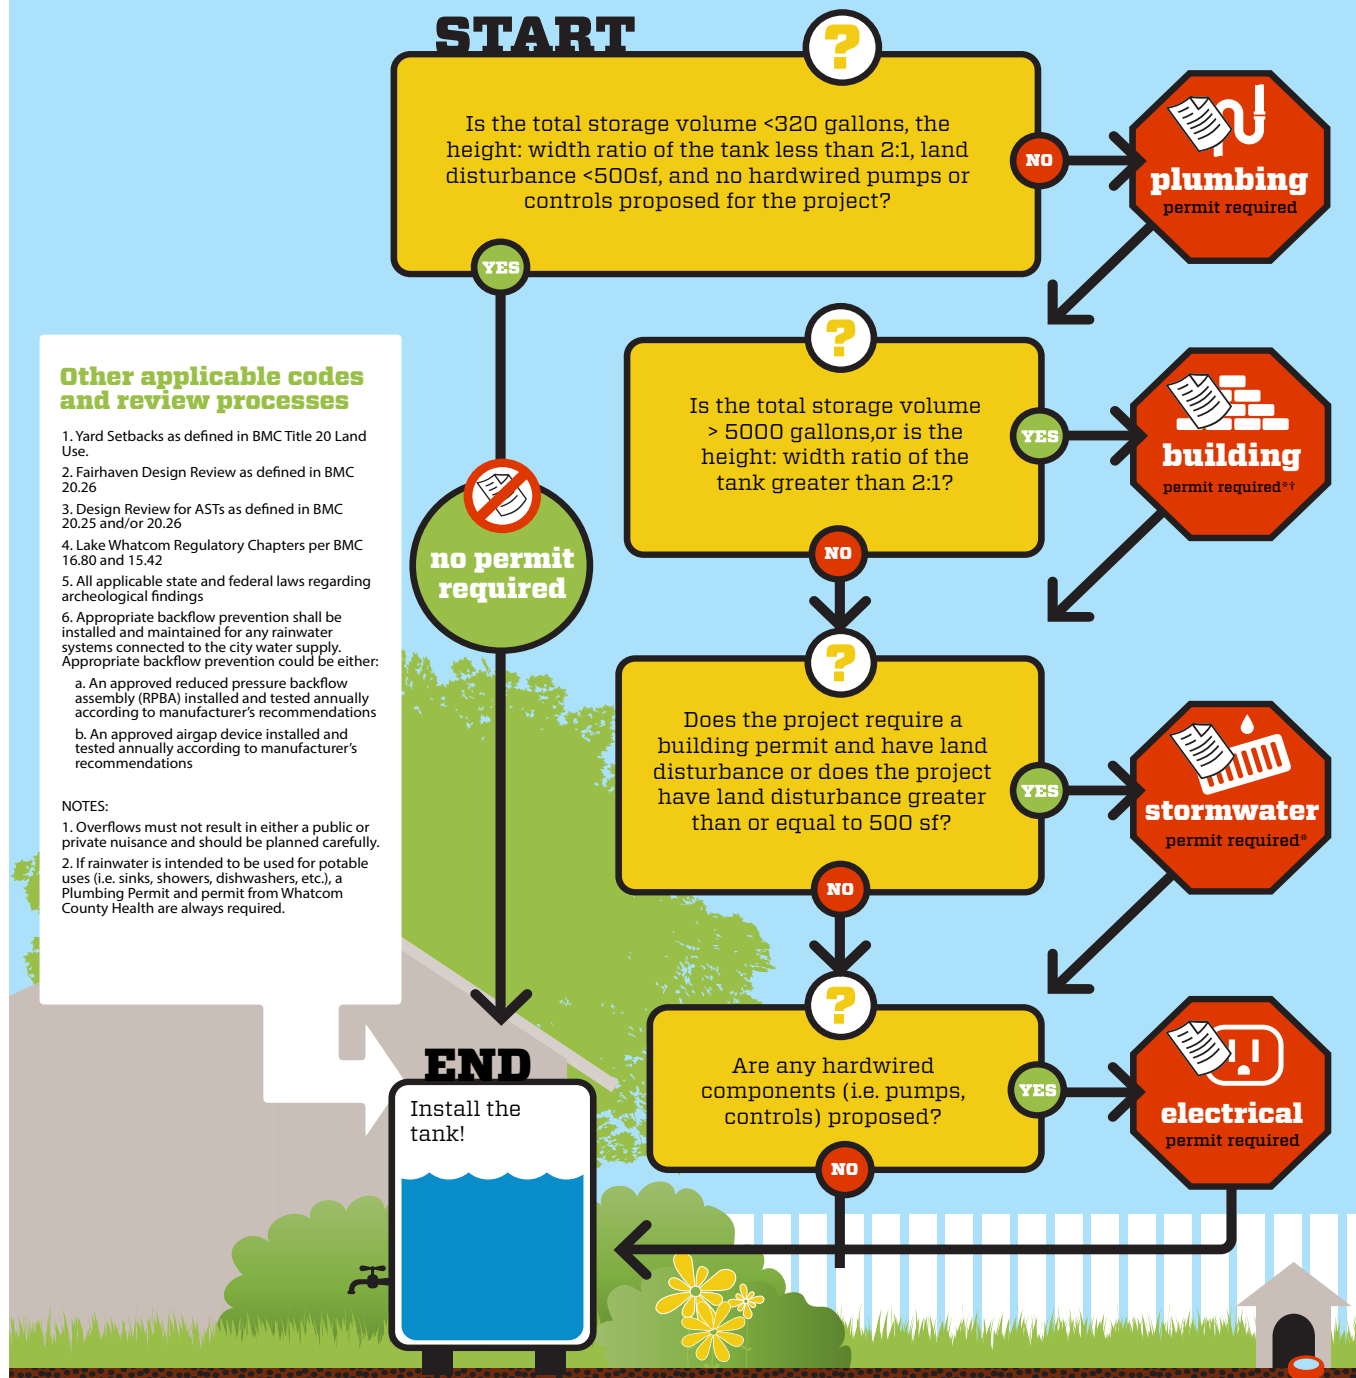 START
?
Is the total storage volume <320 gallons, the
height: width ratio of the tank less than 2:1, land
disturbance <500sf, and no hardwired pumps or
controls proposed for the project?
NO
plumbing
permit required
YES
?
Is the total storage volume
> 5000 gallons,or is the
height: width ratio of the
tank greater than 2:1?
YES
building
permit required*†
NO
no permit
required
?
Does the project require a
building permit and have land
disturbance or does the project
have land disturbance greater
than or equal to 500 sf?
YES
stormwater
permit required*
NO
?
Are any hardwired
components (i.e. pumps,
controls) proposed?
YES
electrical
permit required
NO
END
Install the
tank!
Other applicable codes
and review processes
1. Yard Setbacks as defined in BMC Title 20 Land
Use.
2. Fairhaven Design Review as defined in BMC
20.26
3. Design Review for ASTs as defined in BMC
20.25 and/or 20.26
4. Lake Whatcom Regulatory Chapters per BMC
16.80 and 15.42
5. All applicable state and federal laws regarding
archeological findings
6. Appropriate backflow prevention shall be
installed and maintained for any rainwater
systems connected to the city water supply.
Appropriate backflow prevention could be either:
a. An approved reduced pressure backflow
assembly (RPBA) installed and tested annually
according to manufacturer's recommendations
b. An approved airgap device installed and
tested annually according to manufacturer's
recommendations
NOTES:
1. Overflows must not result in either a public or
private nuisance and should be planned carefully.
2. If rainwater is intended to be used for potable
uses (i.e. sinks, showers, dishwashers, etc.), a
Plumbing Permit and permit from Whatcom
County Health are always required.